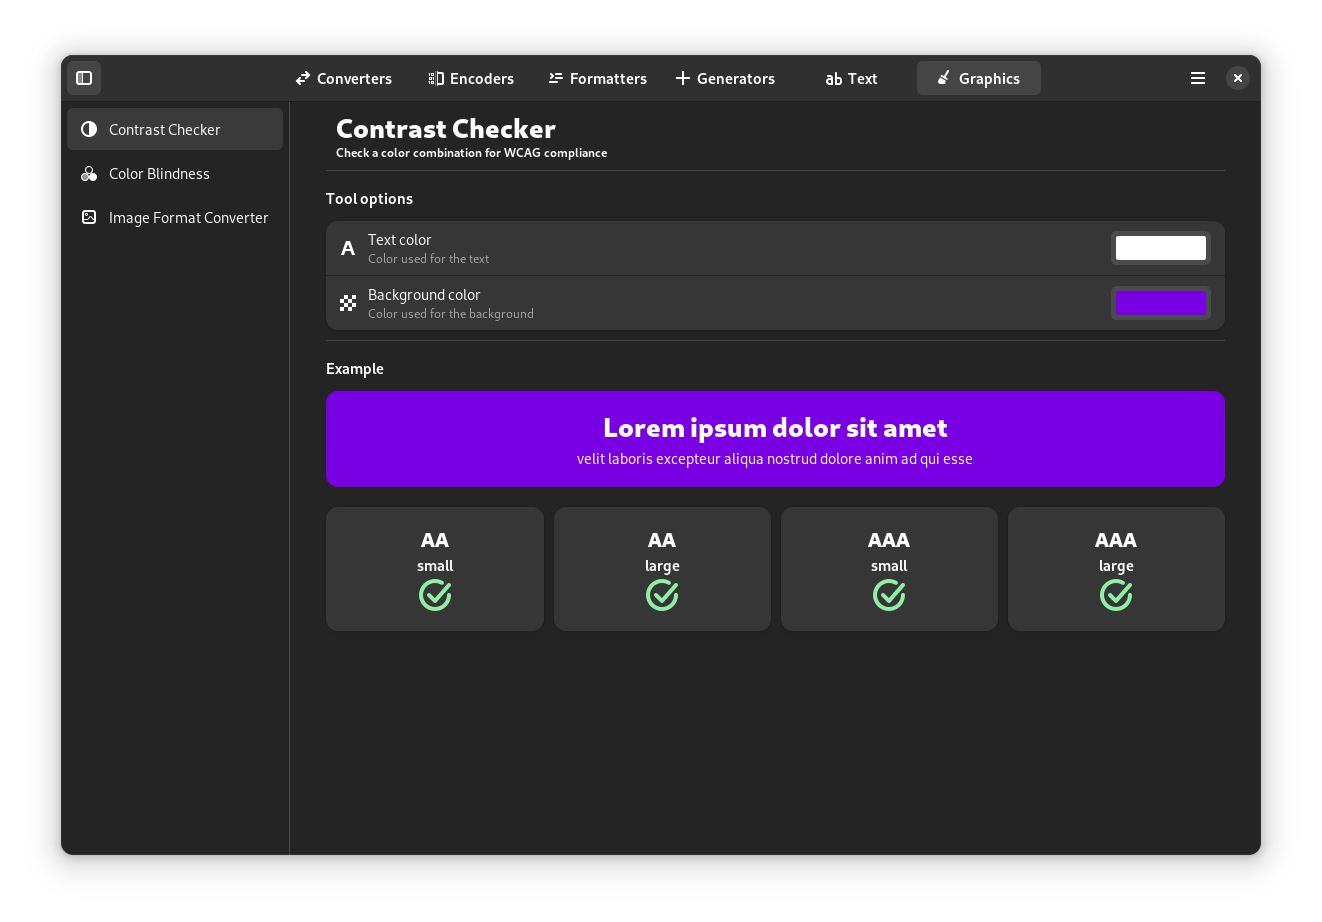 Converters Encoders Formatters Generators ab Text Graphics
Contrast Checker
Color Blindness
Image Format Converter
Contrast Checker
Check a color combination for WCAG compliance
Tool options
A Text color
Color used for the text
Background color
Color used for the background
Example
Lorem ipsum dolor sit amet
velit laboris excepteur aliqua nostrud dolore anim ad qui esse
AA
small
AA
large
AAA
small
AAA
large